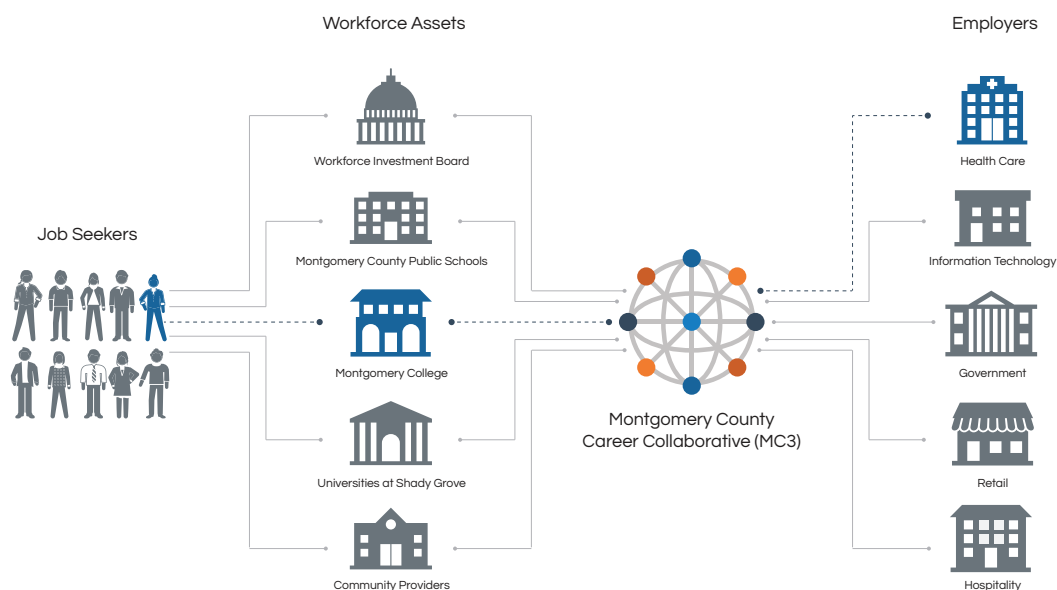 Workforce Assets
Employers
Workforce Investment Board
Health Care
Job Seekers
Montgomery County Public Schools
Information Technology
Montgomery College
Government
Montgomery County
Career Collaborative (MC3)
Universities at Shady Grove
Retail
Community Providers
Hospitality